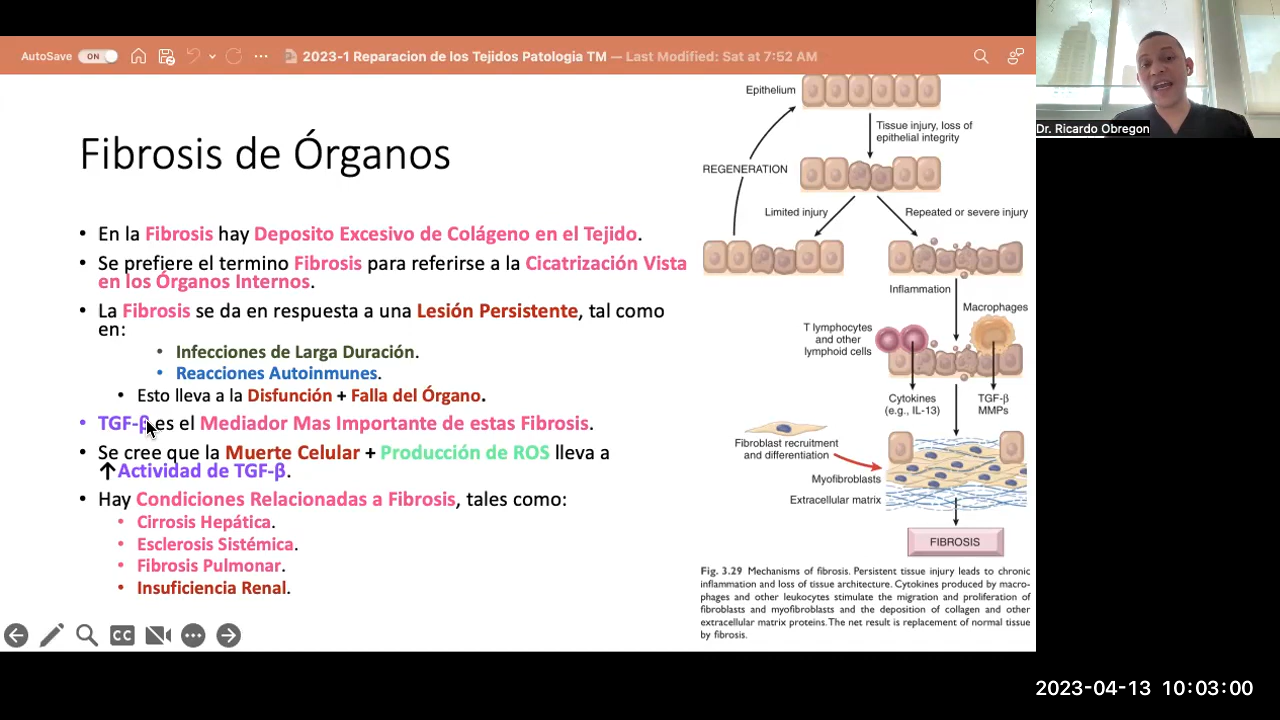 AutoSave ON
2023-1 Reparacion de los Tejidos Patologia TM — Last Modified: Sat at 7:52 AM
Dr. Ricardo Obregon
Fibrosis de Órganos
• En la Fibrosis hay Deposito Excesivo de Colágeno en el Tejido.
• Se prefiere el termino Fibrosis para referirse a la Cicatrización Vista
en los Órganos Internos.
• La Fibrosis se da en respuesta a una Lesión Persistente, tal como
en:
• Infecciones de Larga Duración.
• Reacciones Autoinmunes.
• Esto lleva a la Disfunción + Falla del Órgano.
• TGF-β es el Mediador Mas Importante de estas Fibrosis.
• Se cree que la Muerte Celular + Producción de ROS lleva a
↑Actividad de TGF-β.
• Hay Condiciones Relacionadas a Fibrosis, tales como:
• Cirrosis Hepática.
• Esclerosis Sistémica.
• Fibrosis Pulmonar.
• Insuficiencia Renal.
CC
Epithelium
Tissue injury, loss of
epithelial integrity
REGENERATION
Limited injury
Repeated or severe injury
Inflammation
Macrophages
T lymphocytes
and other
lymphoid cells
Cytokines
(e.g., IL-13)
TGF-β
MMPs
Fibroblast recruitment
and differentiation
Myofibroblasts
Extracellular matrix
FIBROSIS
Fig. 3.29 Mechanisms of fibrosis. Persistent tissue injury leads to chronic
inflammation and loss of tissue architecture. Cytokines produced by macro-
phages and other leukocytes stimulate the migration and proliferation of
fibroblasts and myofibroblasts and the deposition of collagen and other
extracellular matrix proteins. The net result is replacement of normal tissue
by fibrosis.
2023-04-13 10:03:00